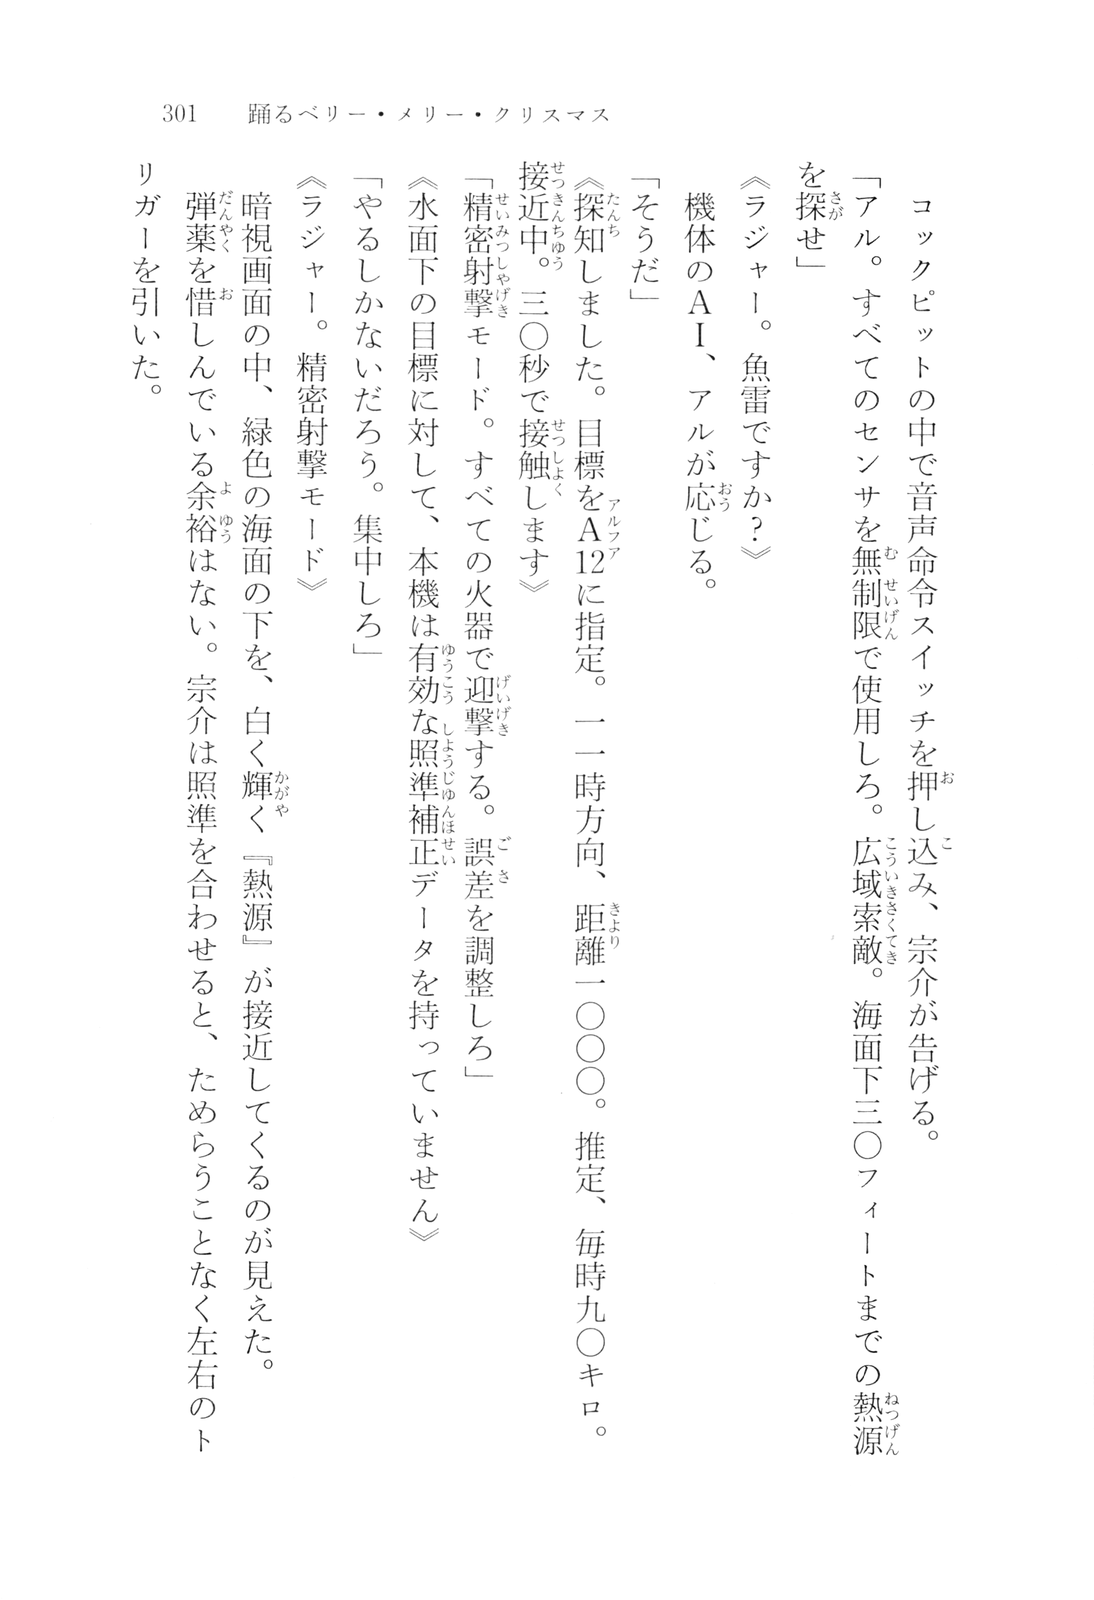 301　踊るベリー・メリー・クリスマス
　コックピットの中で音声命令スイッチを押し込み、宗介が告げる。
「アル。すべてのセンサを無制限で使用しろ。広域索敵。海面下三〇フィートまでの熱源
を探せ」
《ラジャー。魚雷ですか？》
　機体のAI、アルが応じる。
「そうだ」
《探知しました。目標をA12に指定。一一時方向、距離一〇〇〇。推定、毎時九〇キロ。
接近中。三〇秒で接触します》
「精密射撃モード。すべての火器で迎撃する。誤差を調整しろ」
《水面下の目標に対して、本機は有効な照準補正データを持っていません》
「やるしかないだろう。集中しろ」
《ラジャー。精密射撃モード》
　暗視画面の中、緑色の海面の下を、白く輝く『熱源』が接近してくるのが見えた。
　弾薬を惜しんでいる余裕はない。宗介は照準を合わせると、ためらうことなく左右のト
リガーを引いた。